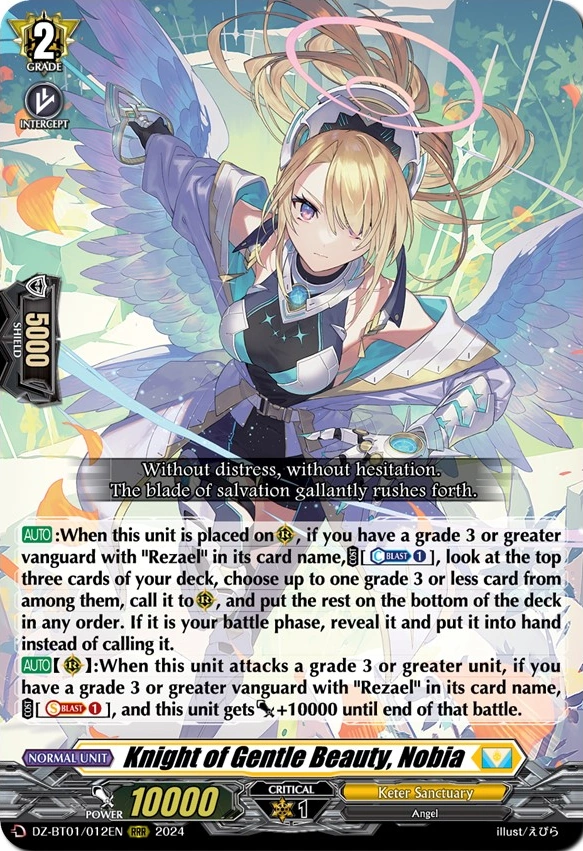 2
GRADE
INTERCEPT
5000
SHIELD
Without distress, without hesitation.
The blade of salvation gallantly rushes forth.
AUTO:When this unit is placed on R, if you have a grade 3 or greater
vanguard with "Rezael" in its card name, COST[C BLAST 1], look at the top
three cards of your deck, choose up to one grade 3 or less card from
among them, call it to R, and put the rest on the bottom of the deck
in any order. If it is your battle phase, reveal it and put it into hand
instead of calling it.
AUTO【R】:When this unit attacks a grade 3 or greater unit, if you
have a grade 3 or greater vanguard with "Rezael" in its card name,
COST[S BLAST 1], and this unit gets +10000 until end of that battle.
NORMAL UNIT Knight of Gentle Beauty, Nobia
POWER 10000 CRITICAL 1 Keter Sanctuary
Angel
D DZ-BT01/012EN RRR 2024 illust/えびら